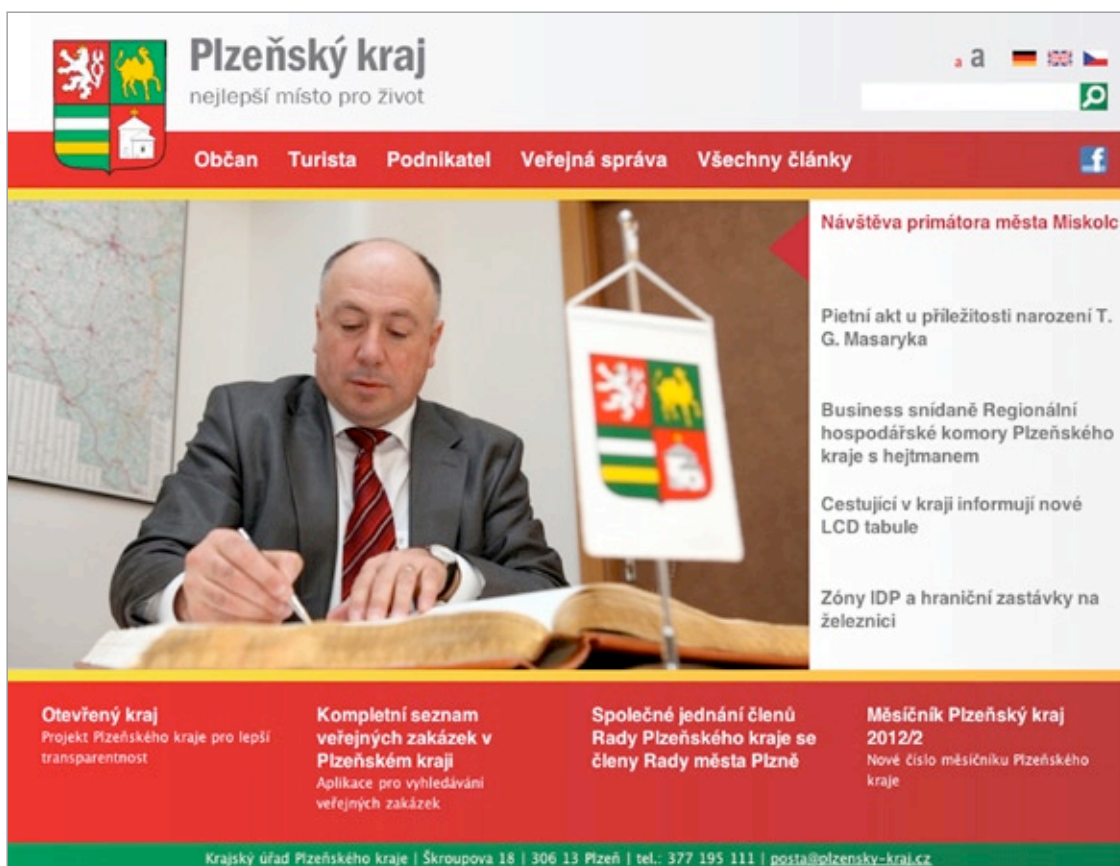 Plzeňský kraj
nejlepší místo pro život
a a
Občan Turista Podnikatel Veřejná správa Všechny články
Návštěva primátora města Miskolc
Pietní akt u příležitosti narození T.
G. Masaryka
Business snídaně Regionální
hospodářské komory Plzeňského
kraje s hejtmanem
Cestující v kraji informují nové
LCD tabule
Zóny IDP a hraniční zastávky na
železnici
Otevřený kraj
Projekt Plzeňského kraje pro lepší
transparentnost
Kompletní seznam
veřejných zakázek v
Plzeňském kraji
Aplikace pro vyhledávání
veřejných zakázek
Společné jednání členů
Rady Plzeňského kraje se
členy Rady města Plzně
Měsíčník Plzeňský kraj
2012/2
Nové číslo měsíčníku Plzeňského
kraje
Krajský úřad Plzeňského kraje | Škroupova 18 | 306 13 Plzeň | tel.: 377 195 111 | posta@plzensky-kraj.cz